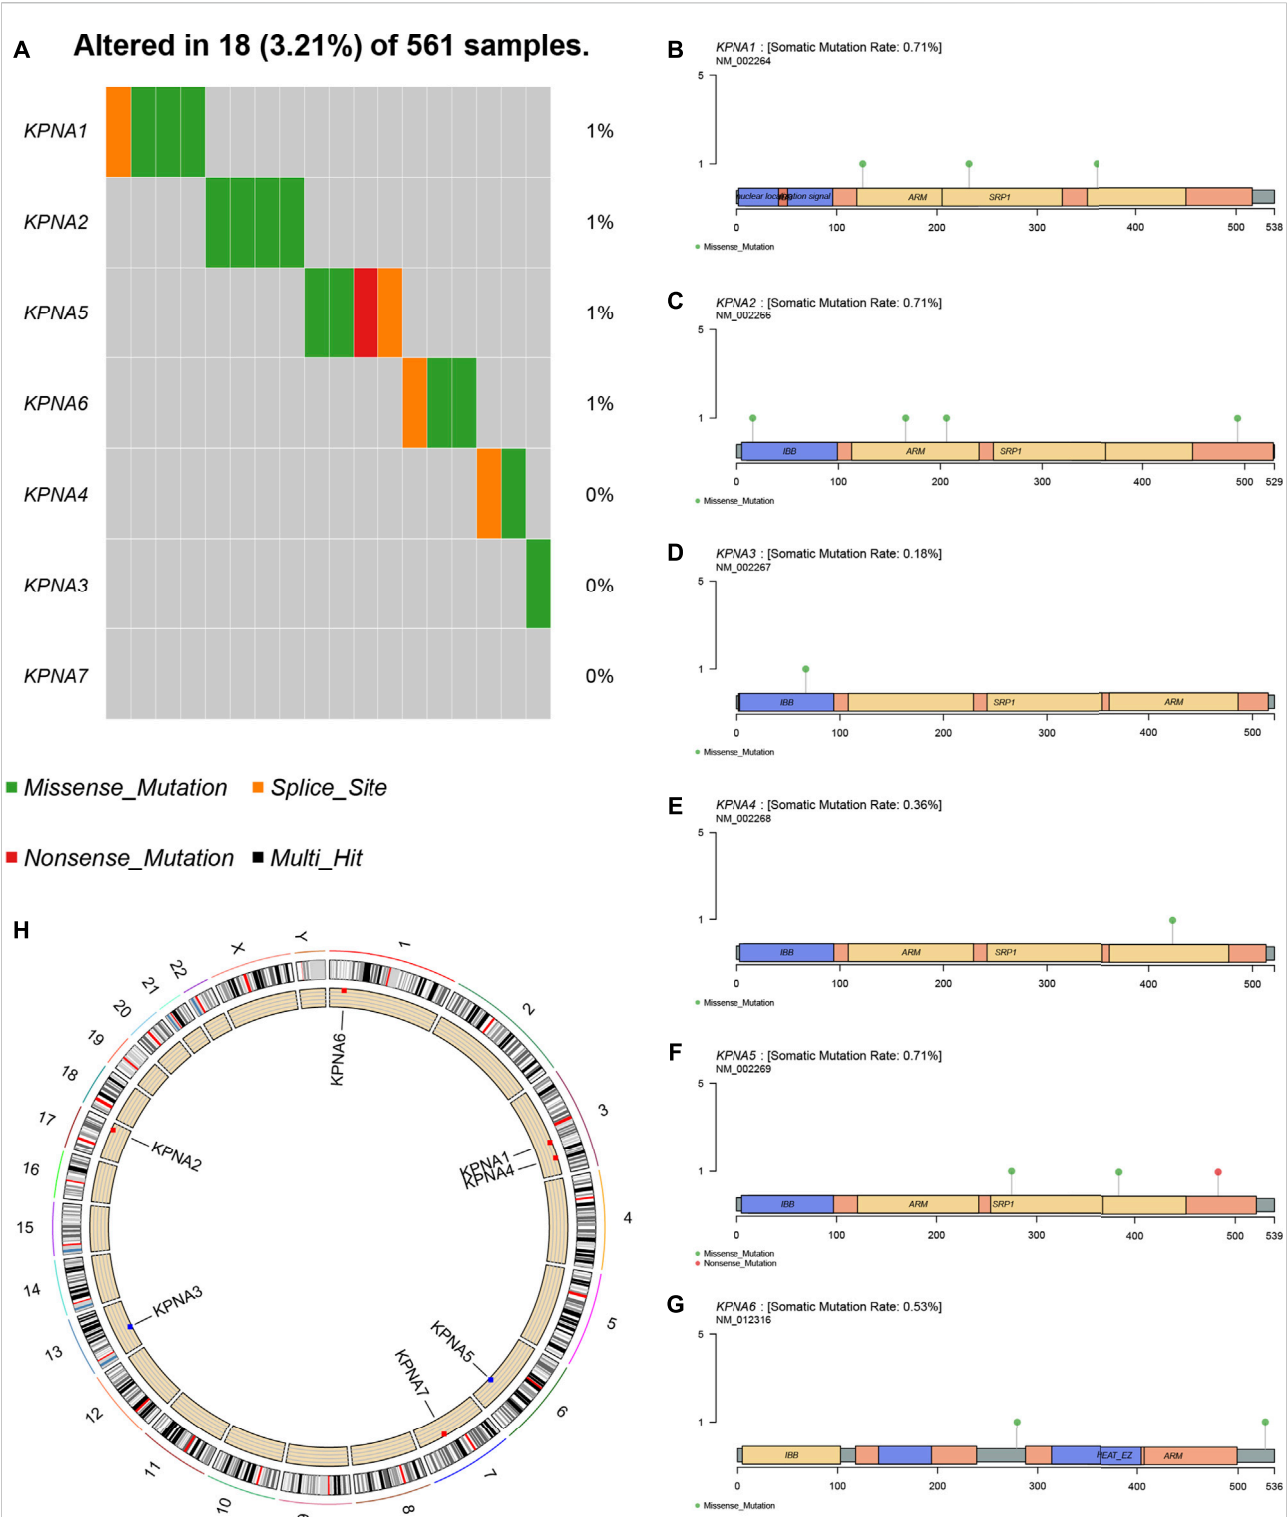 A
Altered in 18 (3.21%) of 561 samples.
KPNA1
1%
KPNA2
1%
KPNA5
1%
KPNA6
1%
KPNA4
0%
KPNA3
0%
KPNA7
0%
Missense_Mutation
Splice_Site
Nonsense_Mutation
Multi_Hit
B
KPNA1 : [Somatic Mutation Rate: 0.71%]
NM_002264
5
1
nuclear localization signal
ARM
SRP1
0 100 200 300 400 500 538
Missense_Mutation
C
KPNA2 : [Somatic Mutation Rate: 0.71%]
NM_002266
5
1
IBB
ARM
SRP1
0 100 200 300 400 500 529
Missense_Mutation
D
KPNA3 : [Somatic Mutation Rate: 0.18%]
NM_002267
5
1
IBB
SRP1
ARM
0 100 200 300 400 500
Missense_Mutation
E
KPNA4 : [Somatic Mutation Rate: 0.36%]
NM_002268
5
1
IBB
ARM
SRP1
0 100 200 300 400 500
Missense_Mutation
F
KPNA5 : [Somatic Mutation Rate: 0.71%]
NM_002269
5
1
IBB
ARM
SRP1
0 100 200 300 400 500 539
Missense_Mutation
Nonsense_Mutation
G
KPNA6 : [Somatic Mutation Rate: 0.53%]
NM_012316
5
1
IBB
HEAT_EZ
ARM
0 100 200 300 400 500 536
Missense_Mutation
H
1
2
3
4
5
6
7
8
9
10
11
12
13
14
15
16
17
18
19
20
21
22
X
Y
KPNA6
KPNA1
KPNA4
KPNA5
KPNA7
KPNA3
KPNA2